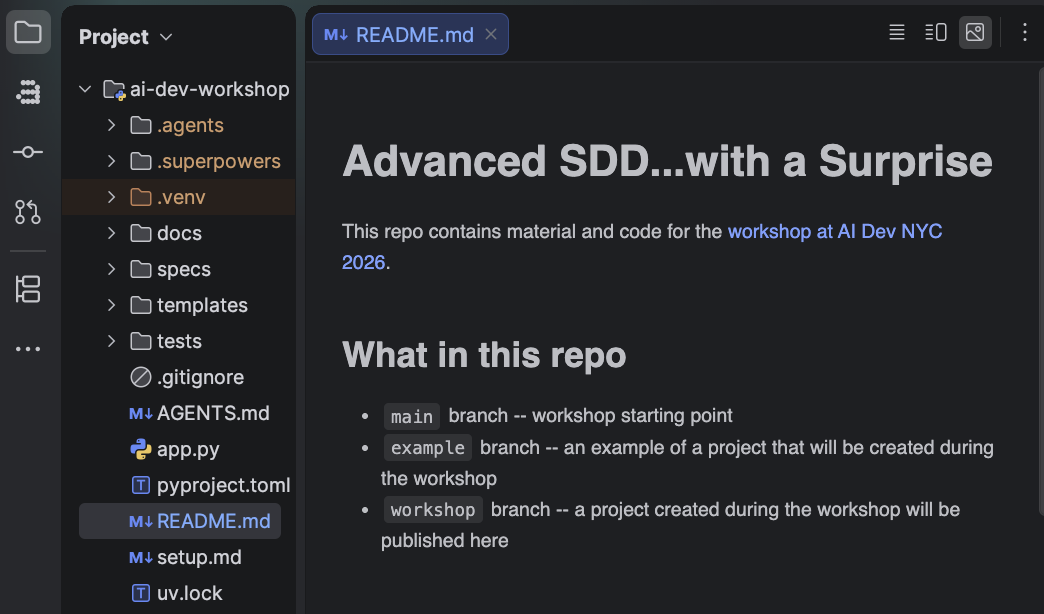 Project
ai-dev-workshop
.agents
.superpowers
.venv
docs
specs
templates
tests
.gitignore
M↓ AGENTS.md
app.py
T pyproject.toml
M↓ README.md
M↓ setup.md
T uv.lock
M↓ README.md
Advanced SDD...with a Surprise
This repo contains material and code for the workshop at AI Dev NYC
2026.
What in this repo
• main branch -- workshop starting point
• example branch -- an example of a project that will be created during
the workshop
• workshop branch -- a project created during the workshop will be
published here